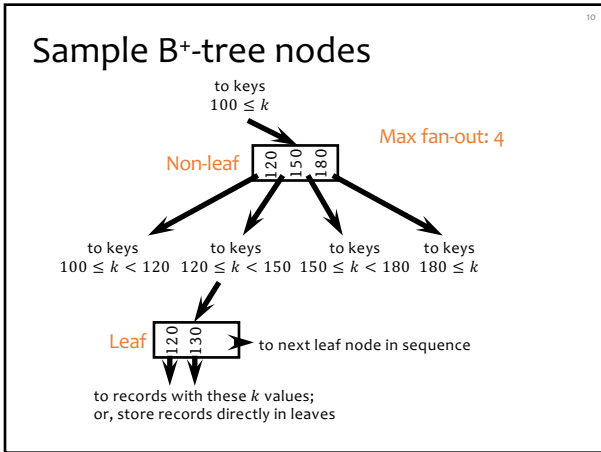 10
Sample B⁺-tree nodes
to keys
100 ≤ k
Max fan-out: 4
Non-leaf
120 150 180
to keys to keys to keys to keys
100 ≤ k < 120 120 ≤ k < 150 150 ≤ k < 180 180 ≤ k
Leaf
120 130
to next leaf node in sequence
to records with these k values;
or, store records directly in leaves